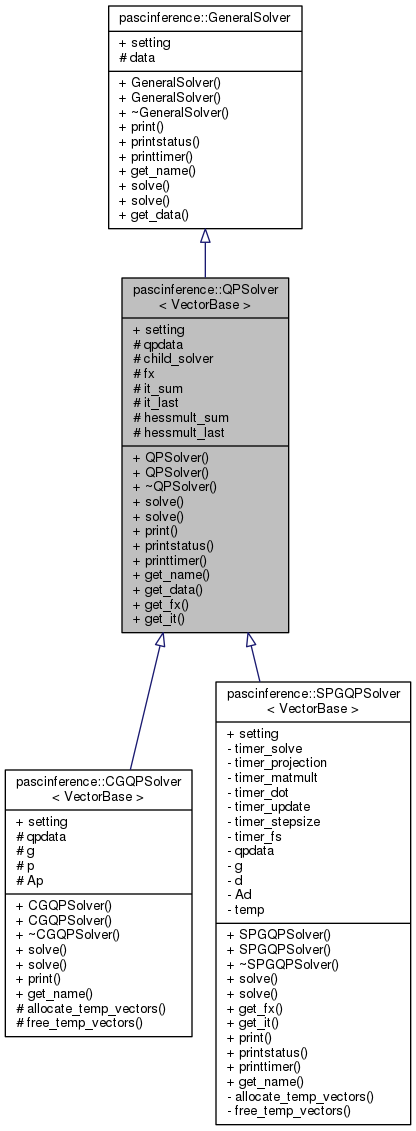 pascinference::GeneralSolver
+ setting
# data
+ GeneralSolver()
+ GeneralSolver()
+ ~GeneralSolver()
+ print()
+ printstatus()
+ printtimer()
+ get_name()
+ solve()
+ solve()
+ get_data()
pascinference::QPSolver
< VectorBase >
+ setting
# qpdata
# child_solver
# fx
# it_sum
# it_last
# hessmult_sum
# hessmult_last
+ QPSolver()
+ QPSolver()
+ ~QPSolver()
+ solve()
+ solve()
+ print()
+ printstatus()
+ printtimer()
+ get_name()
+ get_data()
+ get_fx()
+ get_it()
pascinference::CGQPSolver
< VectorBase >
+ setting
# qpdata
# g
# p
# Ap
+ CGQPSolver()
+ CGQPSolver()
+ ~CGQPSolver()
+ solve()
+ solve()
+ print()
+ get_name()
# allocate_temp_vectors()
# free_temp_vectors()
pascinference::SPGQPSolver
< VectorBase >
+ setting
- timer_solve
- timer_projection
- timer_matmult
- timer_dot
- timer_update
- timer_stepsize
- timer_fs
- qpdata
- g
- d
- Ad
- temp
+ SPGQPSolver()
+ SPGQPSolver()
+ ~SPGQPSolver()
+ solve()
+ solve()
+ get_fx()
+ get_it()
+ print()
+ printstatus()
+ printtimer()
+ get_name()
- allocate_temp_vectors()
- free_temp_vectors()